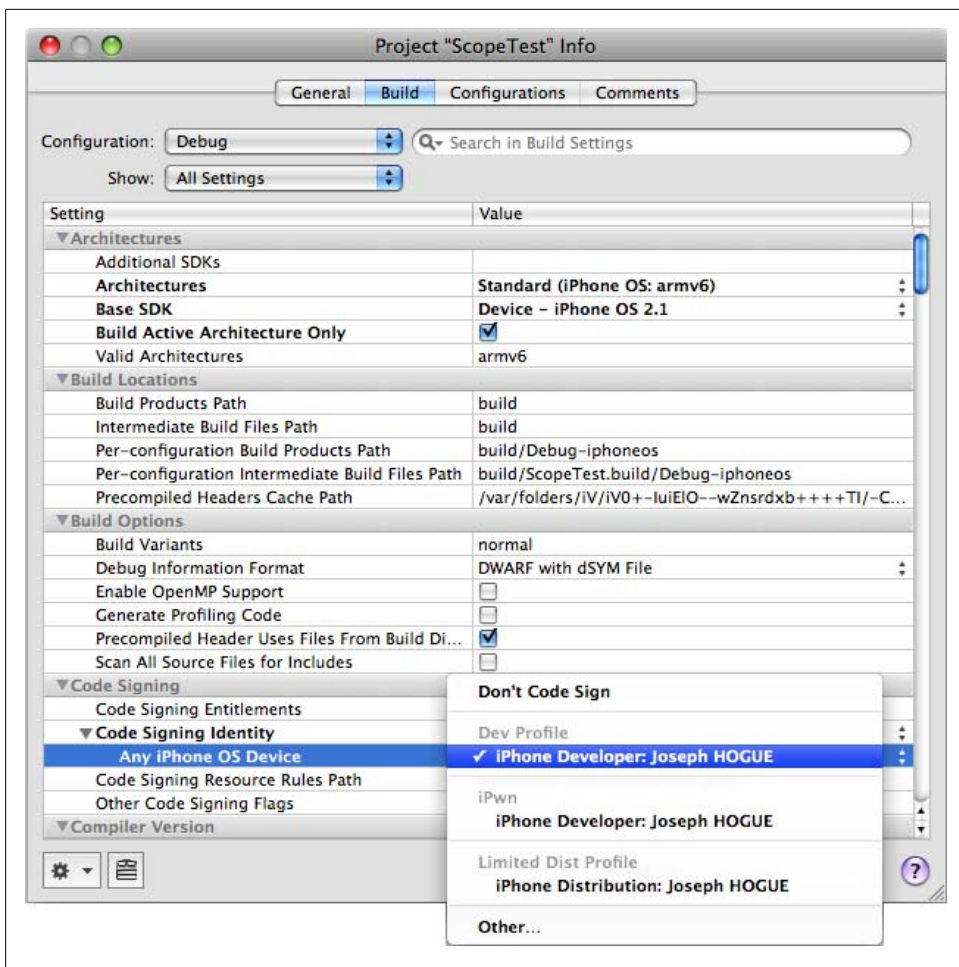 Project "ScopeTest" Info
General Build Configurations Comments
Configuration: Debug Search in Build Settings
Show: All Settings
Setting Value
Architectures
Additional SDKs
Architectures Standard (iPhone OS: armv6)
Base SDK Device – iPhone OS 2.1
Build Active Architecture Only
Valid Architectures armv6
Build Locations
Build Products Path build
Intermediate Build Files Path build
Per-configuration Build Products Path build/Debug-iphoneos
Per-configuration Intermediate Build Files Path build/ScopeTest.build/Debug-iphoneos
Precompiled Headers Cache Path /var/folders/iV/iV0+-IuiElO--wZnsrdxb++++TI/-C...
Build Options
Build Variants normal
Debug Information Format DWARF with dSYM File
Enable OpenMP Support
Generate Profiling Code
Precompiled Header Uses Files From Build Di...
Scan All Source Files for Includes
Code Signing
Code Signing Entitlements
Code Signing Identity
Any iPhone OS Device
Code Signing Resource Rules Path
Other Code Signing Flags
Compiler Version
Don't Code Sign
Dev Profile
✓ iPhone Developer: Joseph HOGUE
iPwn
iPhone Developer: Joseph HOGUE
Limited Dist Profile
iPhone Distribution: Joseph HOGUE
Other...
?